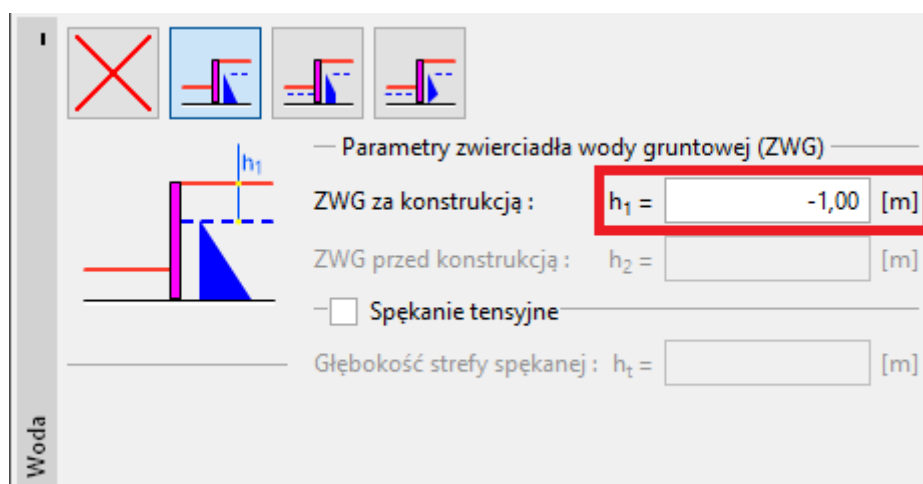 h₁
Parametry zwierciadła wody gruntowej (ZWG)
ZWG za konstrukcją : h₁ = -1,00 [m]
ZWG przed konstrukcją : h₂ = [m]
Spękanie tensyjne
Głębokość strefy spękanej : hₜ = [m]
Woda